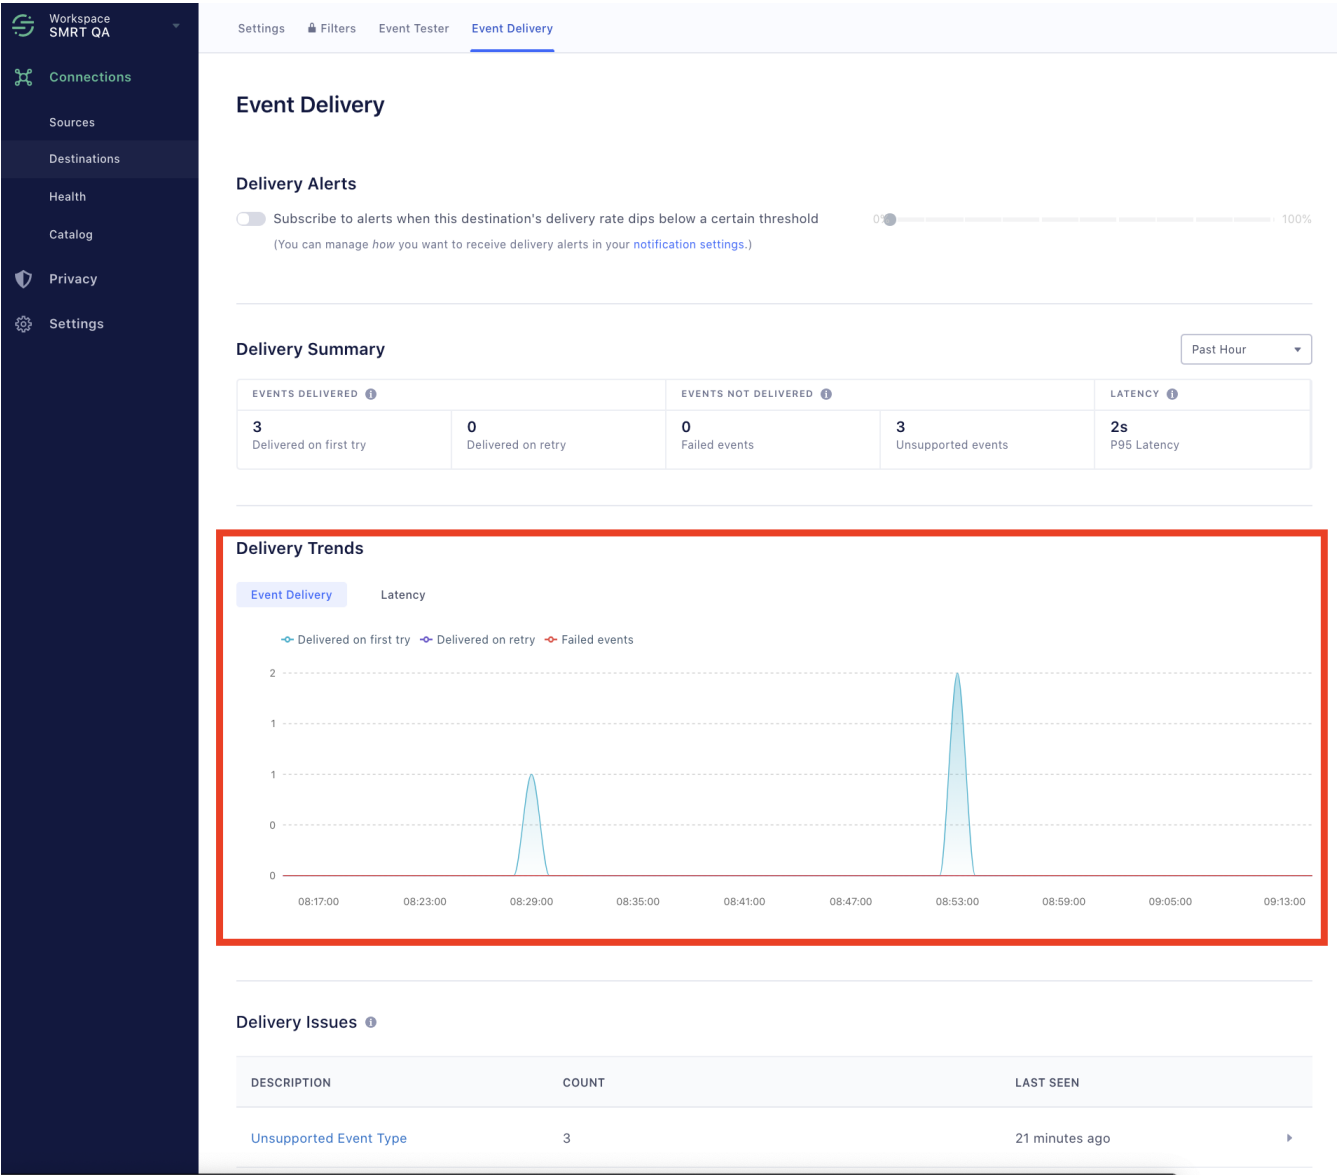 Workspace
SMRT QA
Connections
Sources
Destinations
Health
Catalog
Privacy
Settings
Settings Filters Event Tester Event Delivery
Event Delivery
Delivery Alerts
Subscribe to alerts when this destination's delivery rate dips below a certain threshold
0% 100%
(You can manage how you want to receive delivery alerts in your notification settings.)
Delivery Summary
Past Hour
EVENTS DELIVERED EVENTS NOT DELIVERED LATENCY
3 0 0 3 2s
Delivered on first try Delivered on retry Failed events Unsupported events P95 Latency
Delivery Trends
Event Delivery Latency
Delivered on first try Delivered on retry Failed events
2
1
1
0
0
08:17:00 08:23:00 08:29:00 08:35:00 08:41:00 08:47:00 08:53:00 08:59:00 09:05:00 09:13:00
Delivery Issues
DESCRIPTION COUNT LAST SEEN
Unsupported Event Type 3 21 minutes ago